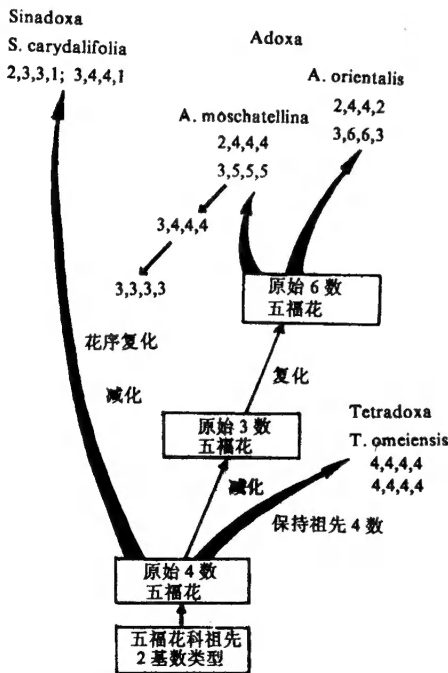 Sinadoxa
S. carydalifolia
2,3,3,1; 3,4,4,1
Adoxa
A. orientalis
2,4,4,2
3,6,6,3
A. moschatellina
2,4,4,4
3,5,5,5
3,4,4,4
3,3,3,3
原始 6 数
五福花
花序复化
减化
复化
原始 3 数
五福花
Tetradoxa
T. omeiensis
4,4,4,4
4,4,4,4
减化
保持祖先 4 数
原始 4 数
五福花
五福花科祖先
2 基数类型